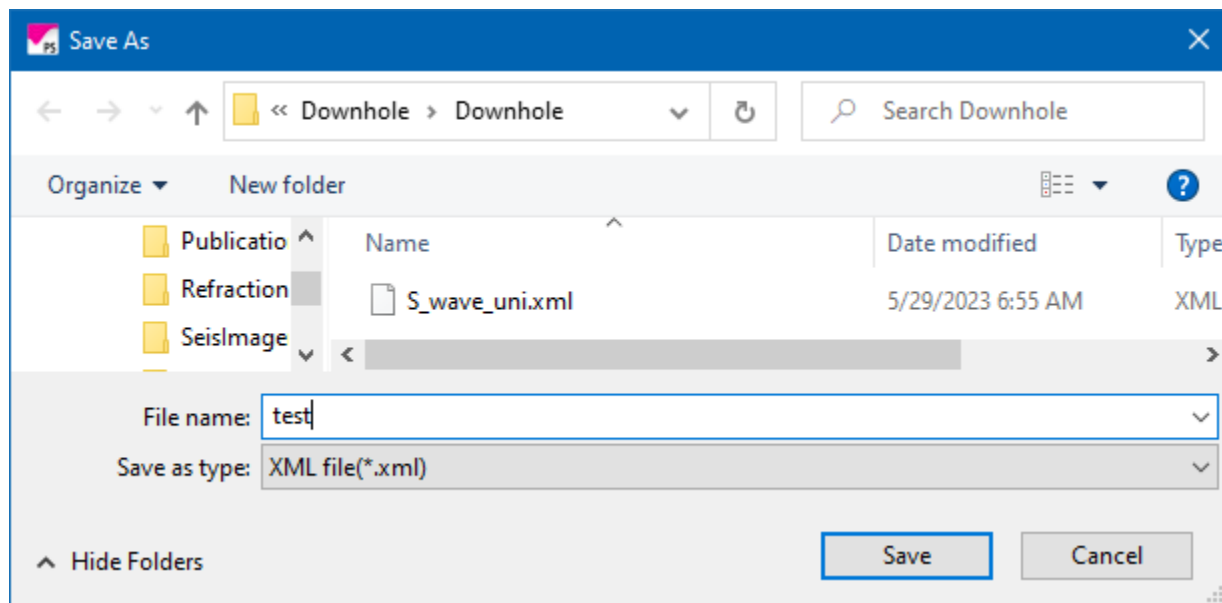 PS Save As
« Downhole > Downhole
Search Downhole
Organize
New folder
Publicatio
Refraction
SeisImage
Name
Date modified
Type
S_wave_uni.xml
5/29/2023 6:55 AM
XML
File name: test
Save as type: XML file(*.xml)
Hide Folders
Save
Cancel